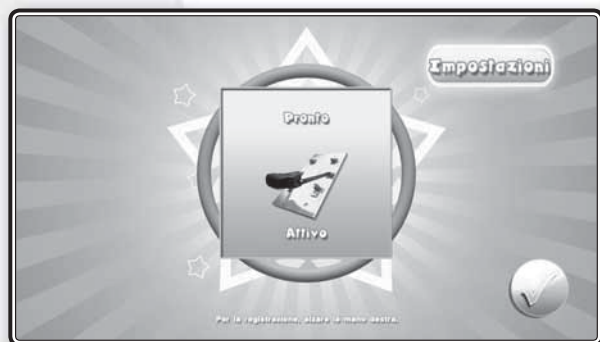 Impostazioni
Pronto
Attivo
Per la registrazione, alzare la mano destra.